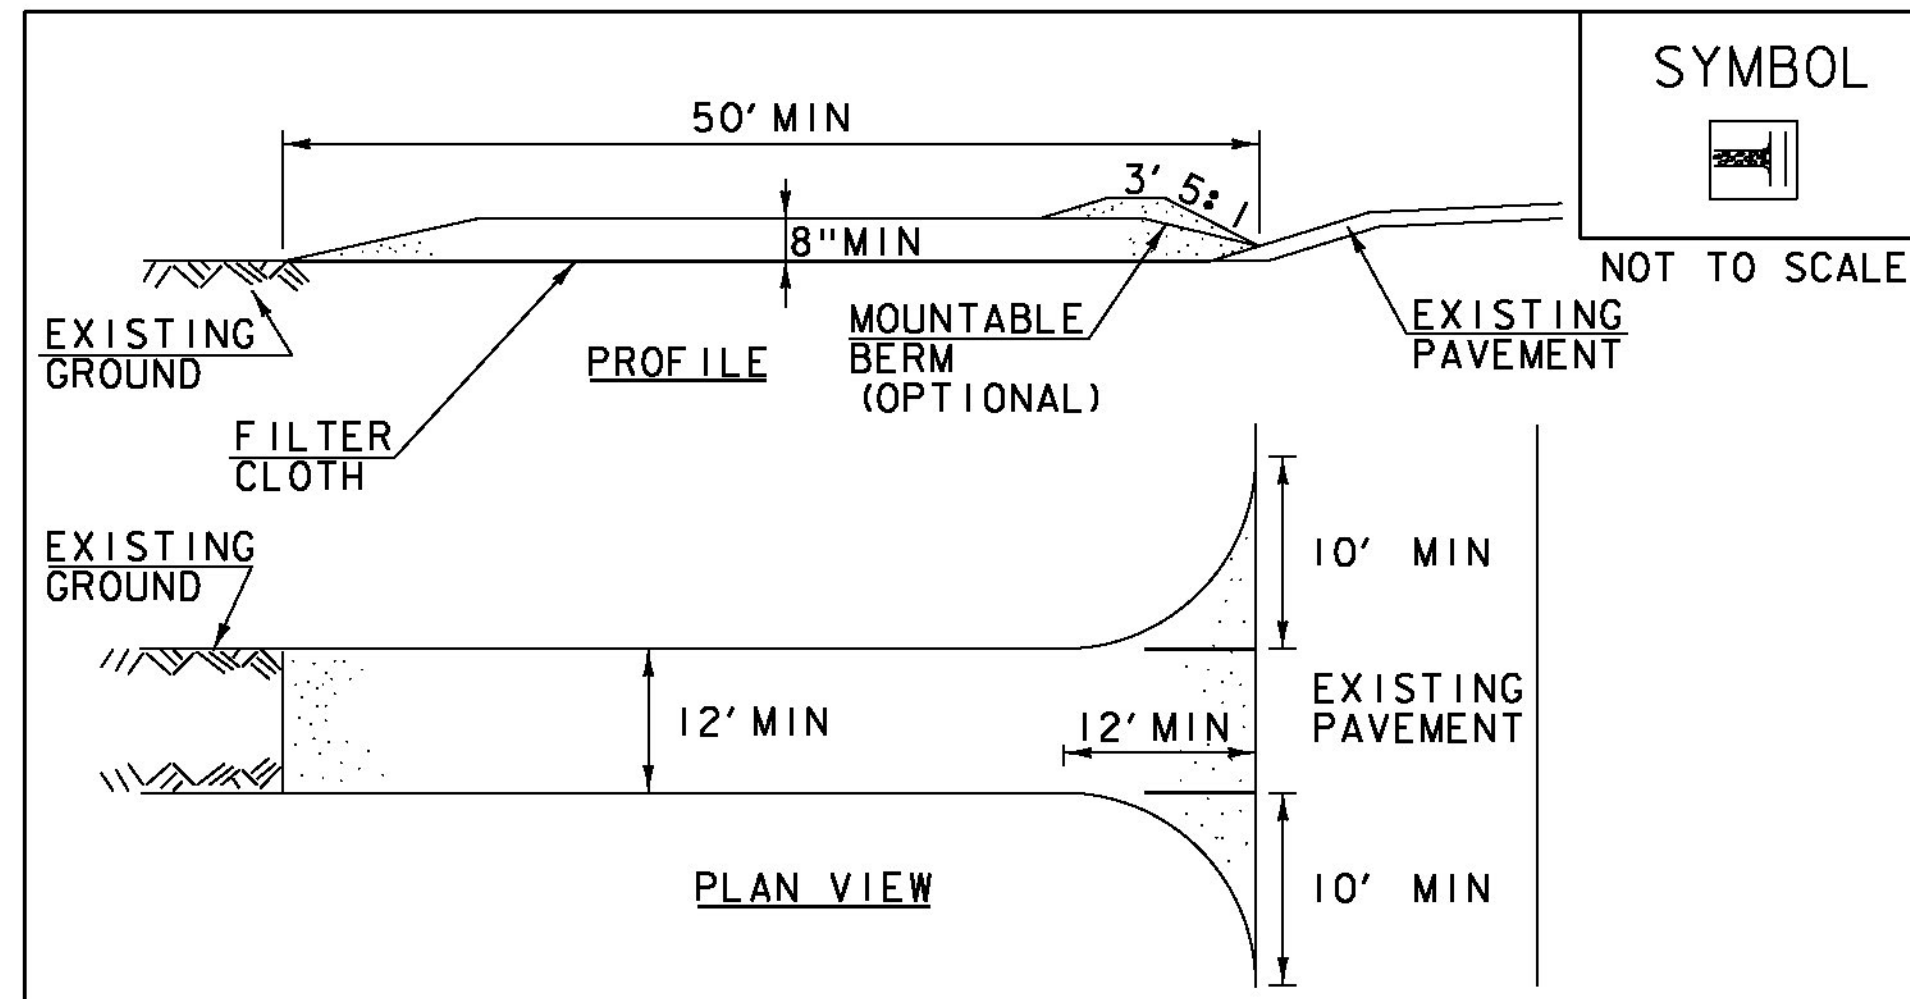 SYMBOL
50' MIN
3' 5:1
8" MIN
NOT TO SCALE
MOUNTABLE
BERM
(OPTIONAL)
EXISTING
PAVEMENT
EXISTING
GROUND
PROFILE
FILTER
CLOTH
EXISTING
GROUND
10' MIN
12' MIN
12' MIN
EXISTING
PAVEMENT
PLAN VIEW
10' MIN